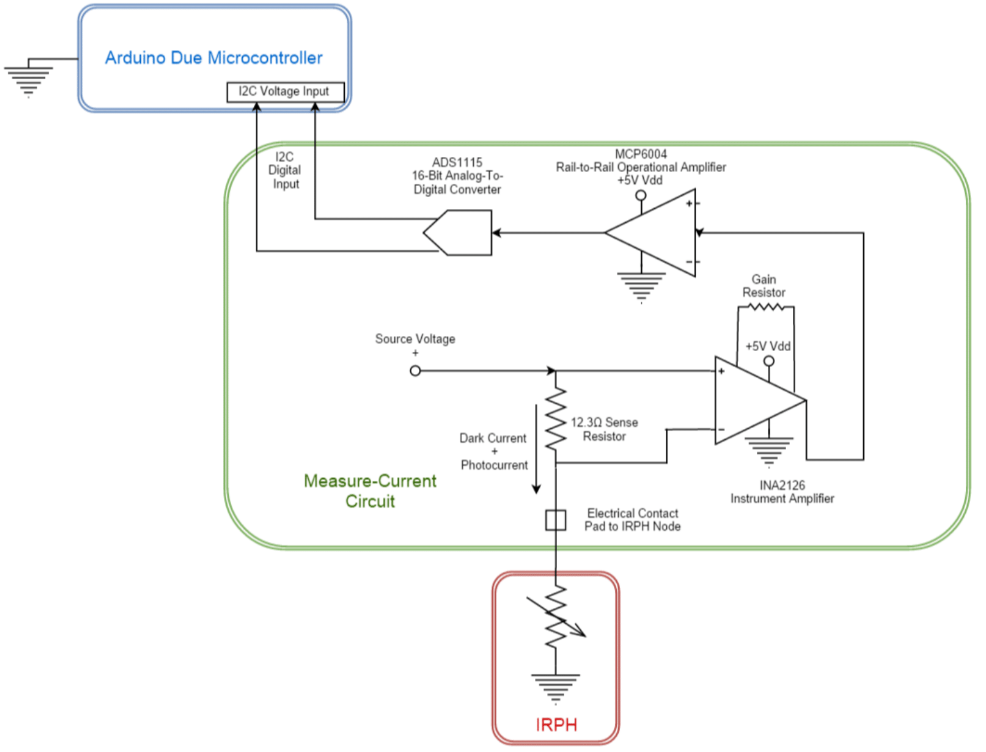 Arduino Due Microcontroller
I2C Voltage Input
I2C
Digital
Input
ADS1115
16-Bit Analog-To-
Digital Converter
MCP6004
Rail-to-Rail Operational Amplifier
+5V Vdd
+-
--
Gain
Resistor
+5V Vdd
Source Voltage
+
+
-
12.3Ω Sense
Resistor
Dark Current
+
Photocurrent
Measure-Current
Circuit
INA2126
Instrument Amplifier
Electrical Contact
Pad to IRPH Node
IRPH